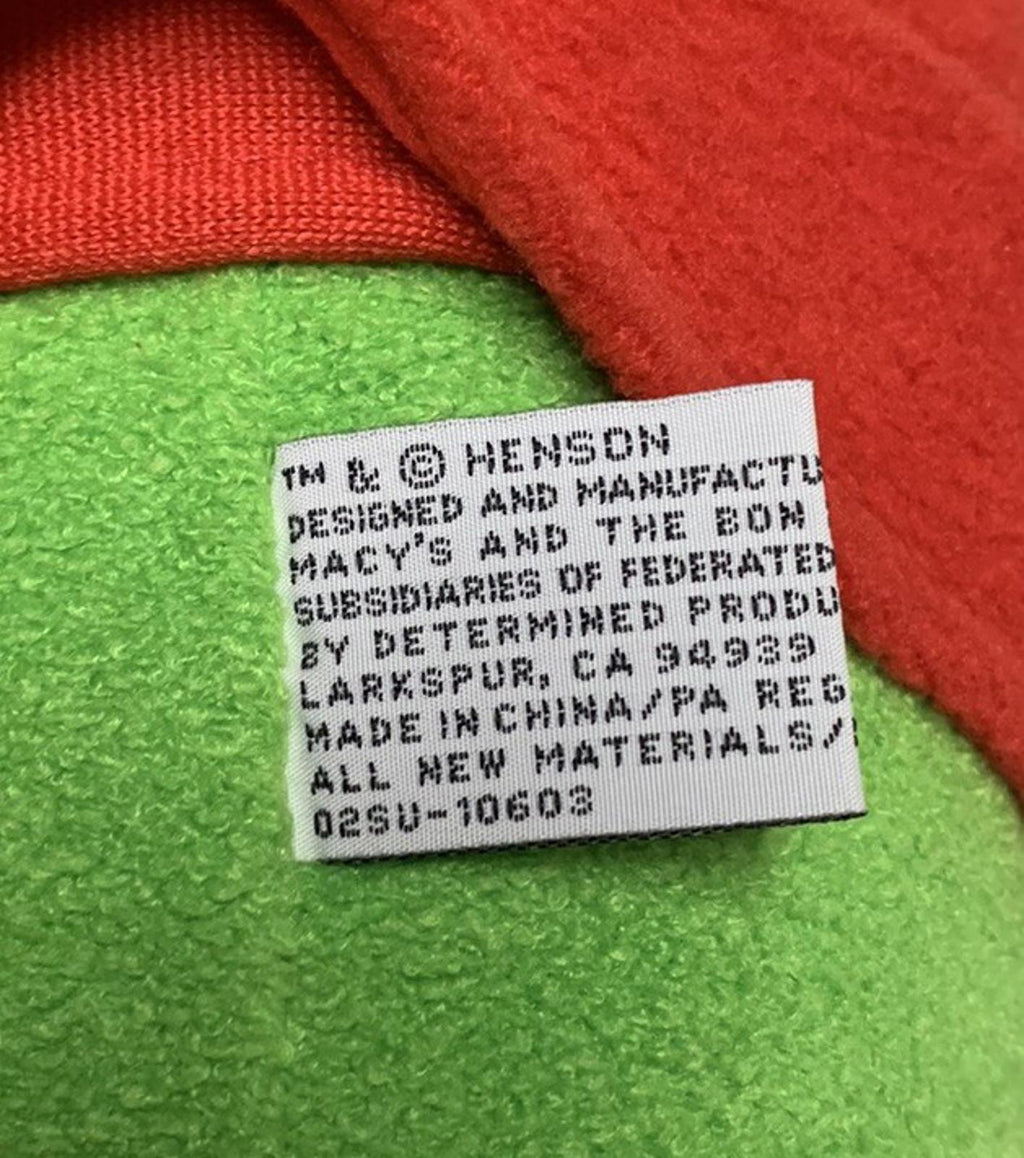 ™ & © HENSON
DESIGNED AND MANUFACTU
MACY'S AND THE BON
SUBSIDIARIES OF FEDERATED
BY DETERMINED PRODU
LARKSPUR, CA 94939
MADE IN CHINA/PA REG
ALL NEW MATERIALS/
02SU-10603